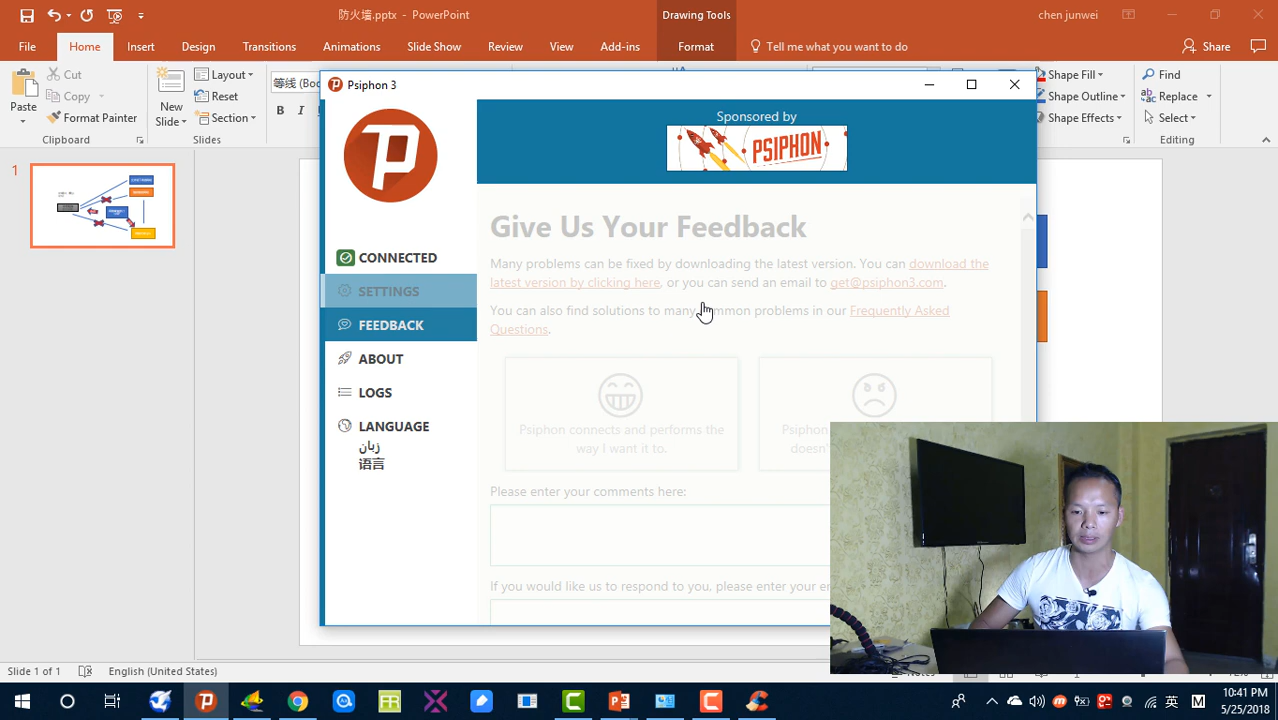 防火墙.pptx - PowerPoint
Drawing Tools
chen junwei
File
Home
Insert
Design
Transitions
Animations
Slide Show
Review
View
Add-ins
Format
Tell me what you want to do
Share
Paste
Cut
Copy
Format Painter
Clipboard
New
Slide
Layout
Reset
Section
Slides
等线 (Boo
B
I
Shape Fill
Shape Outline
Shape Effects
Find
Replace
Select
Editing
1
Psiphon 3
Sponsored by
PSIPHON
CONNECTED
SETTINGS
FEEDBACK
ABOUT
LOGS
LANGUAGE
زبان
语言
Give Us Your Feedback
Many problems can be fixed by downloading the latest version. You can download the
latest version by clicking here, or you can send an email to get@psiphon3.com.
You can also find solutions to many common problems in our Frequently Asked
Questions.
Psiphon connects and performs the
way I want it to.
doesn'
Please enter your comments here:
If you would like us to respond to you, please enter your
Slide 1 of 1
English (United States)
Notes
英
M
10:41 PM
5/25/2018